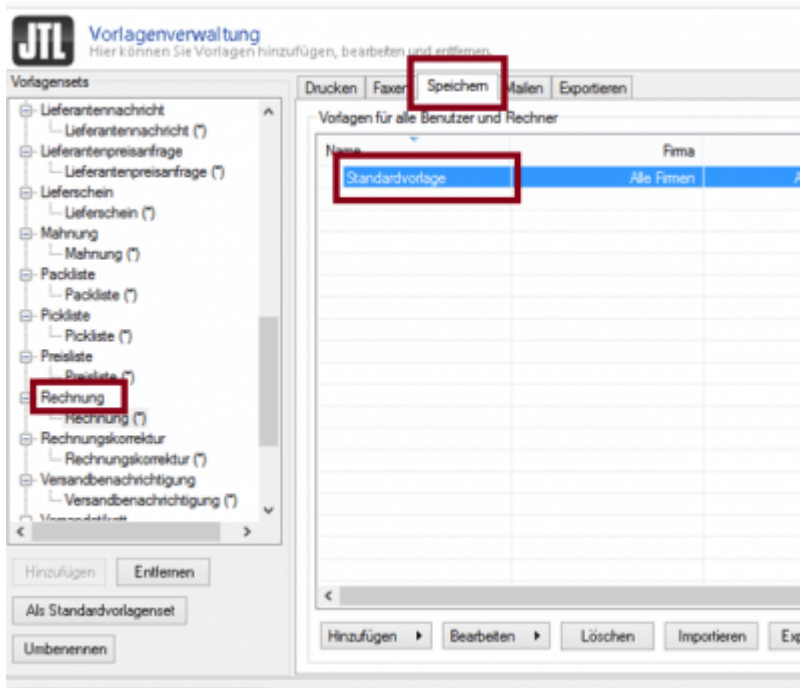 JTL
Vorlagenverwaltung
Hier können Sie Vorlagen hinzufügen, bearbeiten und entfernen.
Vorlagensets
Lieferantennachricht
Lieferantennachricht (*)
Lieferantenpreisanfrage
Lieferantenpreisanfrage (*)
Lieferschein
Lieferschein (*)
Mahnung
Mahnung (*)
Packliste
Packliste (*)
Pickliste
Pickliste (*)
Preisliste
Preisliste (*)
Rechnung
Rechnung (*)
Rechnungskorrektur
Rechnungskorrektur (*)
Versandbenachrichtigung
Versandbenachrichtigung (*)
Hinzufügen Entfernen
Als Standardvorlagenset
Umbenennen
Drucken Faxen Speichern Mailen Exportieren
Vorlagen für alle Benutzer und Rechner
Name Firma
Standardvorlage Alle Firmen A
Hinzufügen Bearbeiten Löschen Importieren Exp